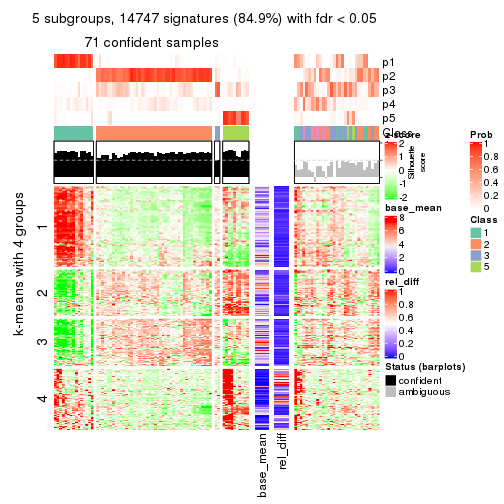 5 subgroups, 14747 signatures (84.9%) with fdr < 0.05
71 confident samples
p1
p2
p3
p4
p5
Class
Silhouette
score
k-means with 4 groups
1
2
3
4
base_mean
rel_diff
z-score
2
1
0
-1
-2
base_mean
8
6
4
2
0
rel_diff
1
0.8
0.6
0.4
0.2
0
Status (barplots)
confident
ambiguous
Prob
1
0.8
0.6
0.4
0.2
0
Class
1
2
3
5